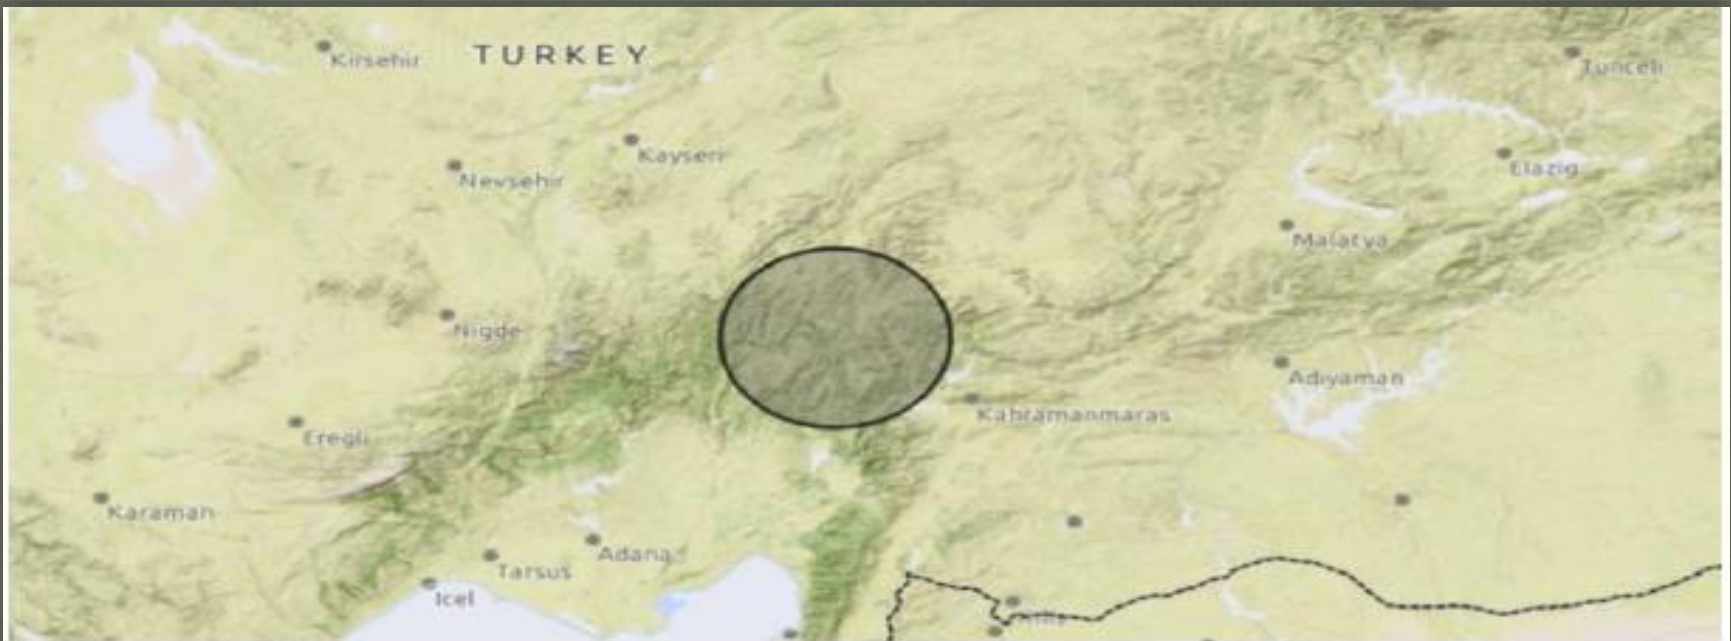 Kirsehir
TURKEY
Tunceli
Kayseri
Nevsehir
Elazig
Malatya
Nigde
Adiyaman
Kahramanmaras
Eregli
Karaman
Adana
Tarsus
Icel